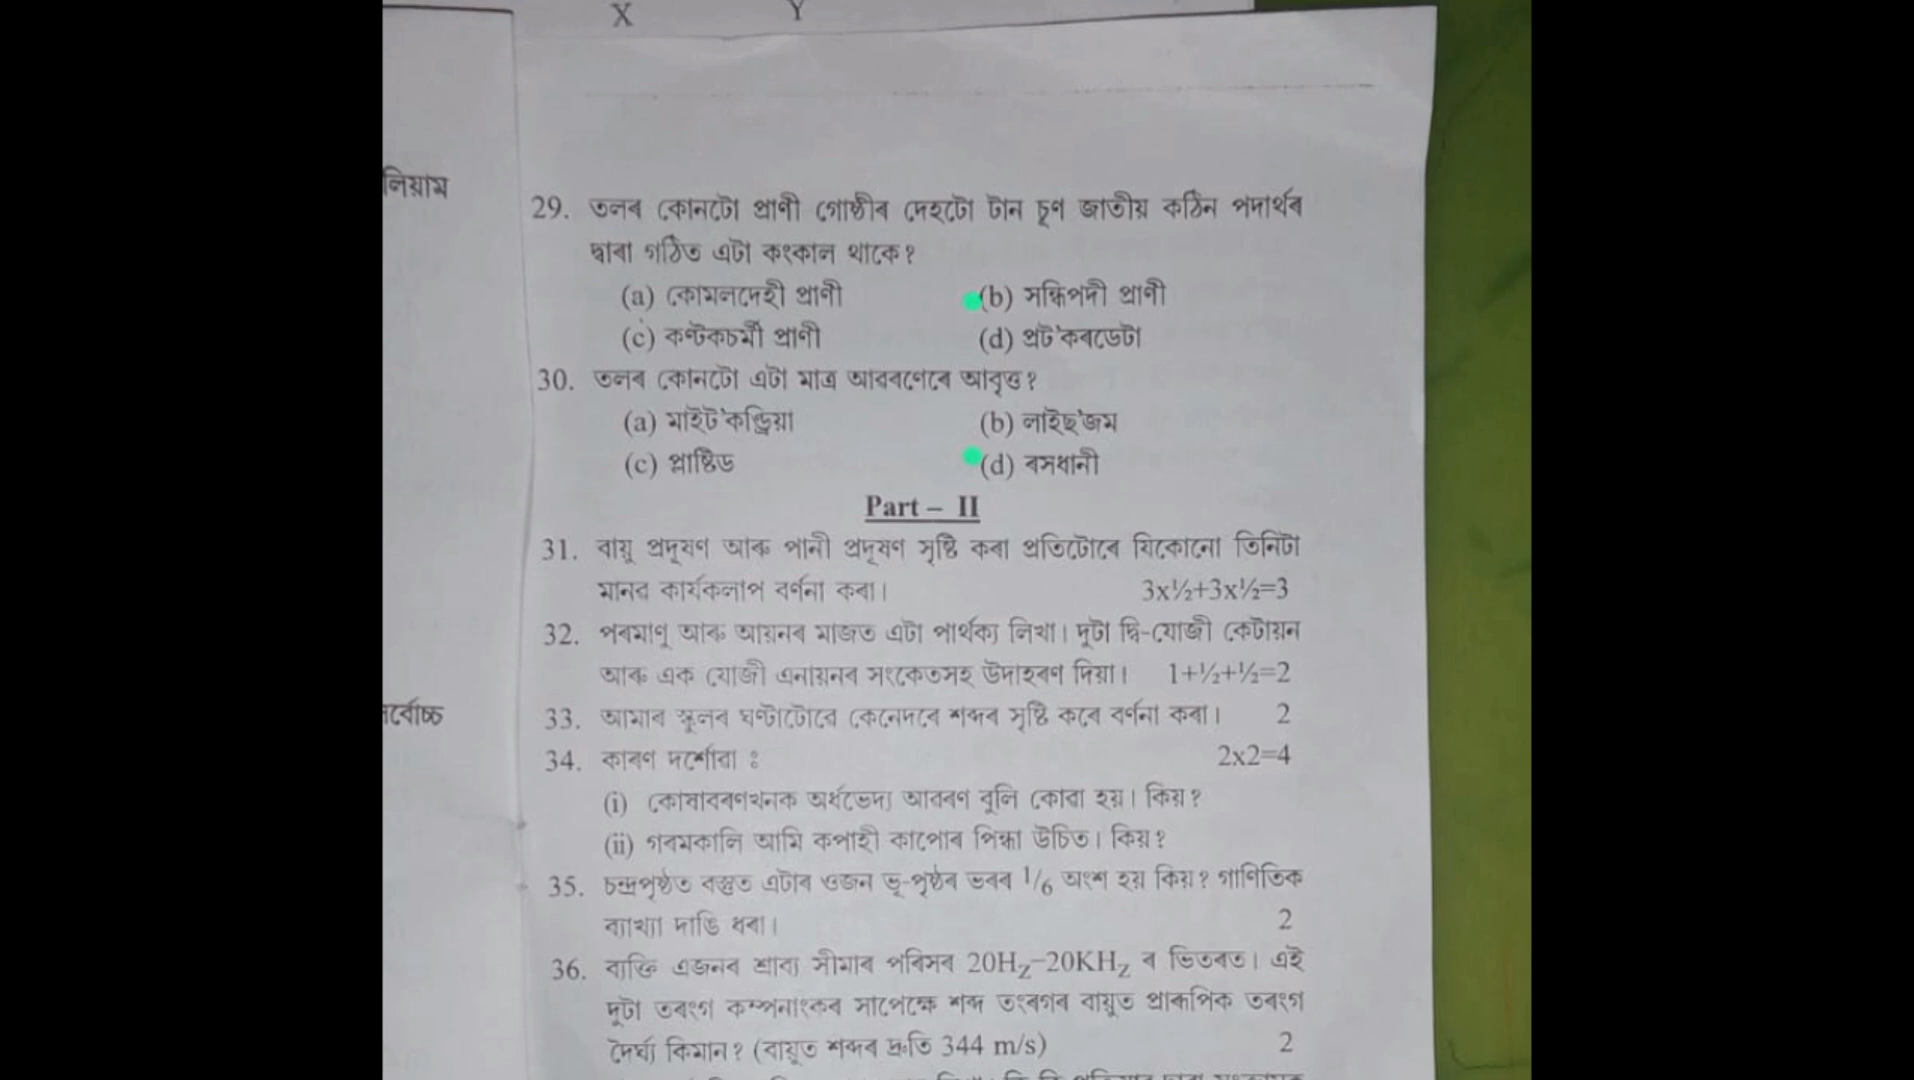 X Y
লিয়াম
29. তলৰ কোনটো প্ৰাণী গোষ্ঠীৰ দেহটো টান চূণ জাতীয় কঠিন পদাৰ্থৰ
দ্বাৰা গঠিত এটা কংকাল থাকে?
(a) কোমলদেহী প্ৰাণী (b) সন্ধিপদী প্ৰাণী
(c) কণ্টকচৰ্মী প্ৰাণী (d) প্ৰট'কৰডেটা
30. তলৰ কোনটো এটা মাত্ৰ আৱৰণেৰে আবৃত্ত?
(a) মাইট'কণ্ড্ৰিয়া (b) লাইছ'জম
(c) প্লাষ্টিড (d) ৰসধানী
Part – II
31. বায়ু প্ৰদূষণ আৰু পানী প্ৰদূষণ সৃষ্টি কৰা প্ৰতিটোৰে যিকোনো তিনিটা
মানৱ কাৰ্যকলাপ বৰ্ণনা কৰা। 3x½+3x½=3
32. পৰমাণু আৰু আয়নৰ মাজত এটা পাৰ্থক্য লিখা। দুটা দ্বি-যোজী কেটায়ন
আৰু এক যোজী এনায়নৰ সংকেতসহ উদাহৰণ দিয়া। 1+½+½=2
ৰ্বোচ্চ
33. আমাৰ স্কুলৰ ঘণ্টাটোৱে কেনেদৰে শব্দৰ সৃষ্টি কৰে বৰ্ণনা কৰা। 2
34. কাৰণ দৰ্শোৱা ঃ 2x2=4
(i) কোষাবৰণখনক অৰ্ধভেদ্য আৱৰণ বুলি কোৱা হয়। কিয়?
(ii) গৰমকালি আমি কপাহী কাপোৰ পিন্ধা উচিত। কিয়?
35. চন্দ্ৰপৃষ্ঠত বস্তুত এটাৰ ওজন ভূ-পৃষ্ঠৰ ভৰৰ 1/6 অংশ হয় কিয়? গাণিতিক
ব্যাখ্যা দাঙি ধৰা। 2
36. ব্যক্তি এজনৰ শ্ৰাব্য সীমাৰ পৰিসৰ 20HZ-20KHZ ৰ ভিতৰত। এই
দুটা তৰংগ কম্পনাংকৰ সাপেক্ষে শব্দ তংৰগৰ বায়ুত প্ৰাৰূপিক তৰংগ
দৈৰ্ঘ্য কিমান? (বায়ুত শব্দৰ দ্ৰুতি 344 m/s) 2